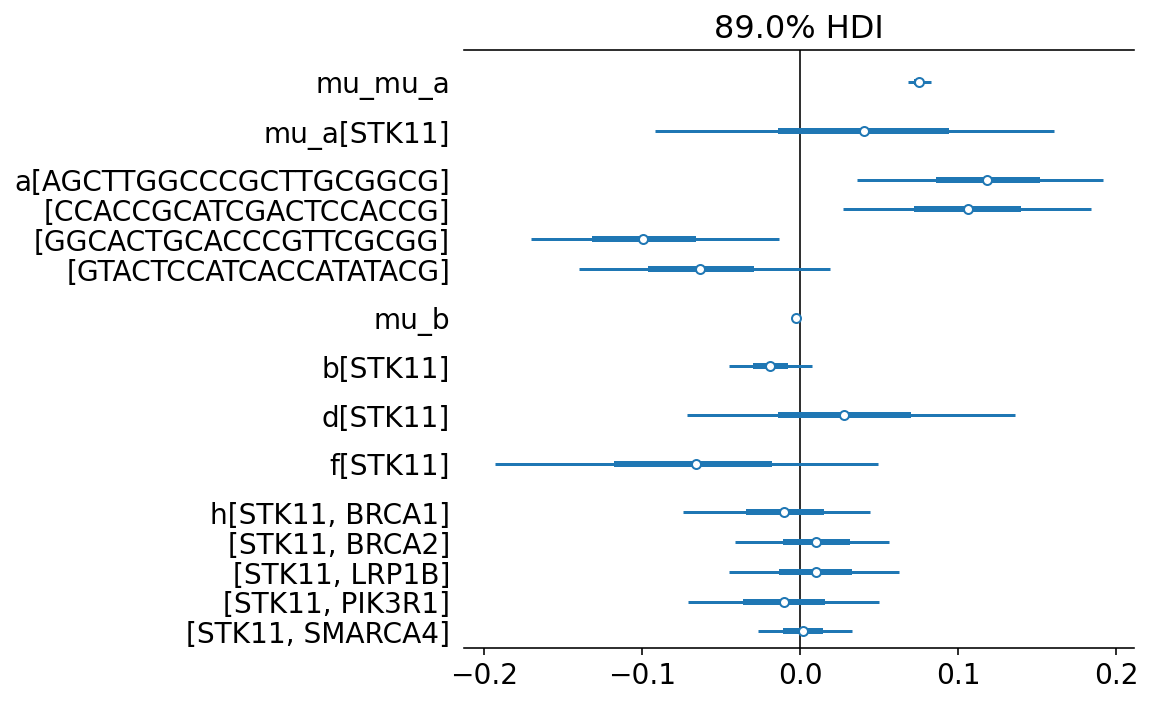 89.0% HDI
mu_mu_a
mu_a[STK11]
a[AGCTTGGCCCGCTTGCGGCG]
[CCACCGCATCGACTCCACCG]
[GGCACTGCACCCGTTCGCGG]
[GTACTCCATCACCATATACG]
mu_b
b[STK11]
d[STK11]
f[STK11]
h[STK11, BRCA1]
[STK11, BRCA2]
[STK11, LRP1B]
[STK11, PIK3R1]
[STK11, SMARCA4]
−0.2 −0.1 0.0 0.1 0.2